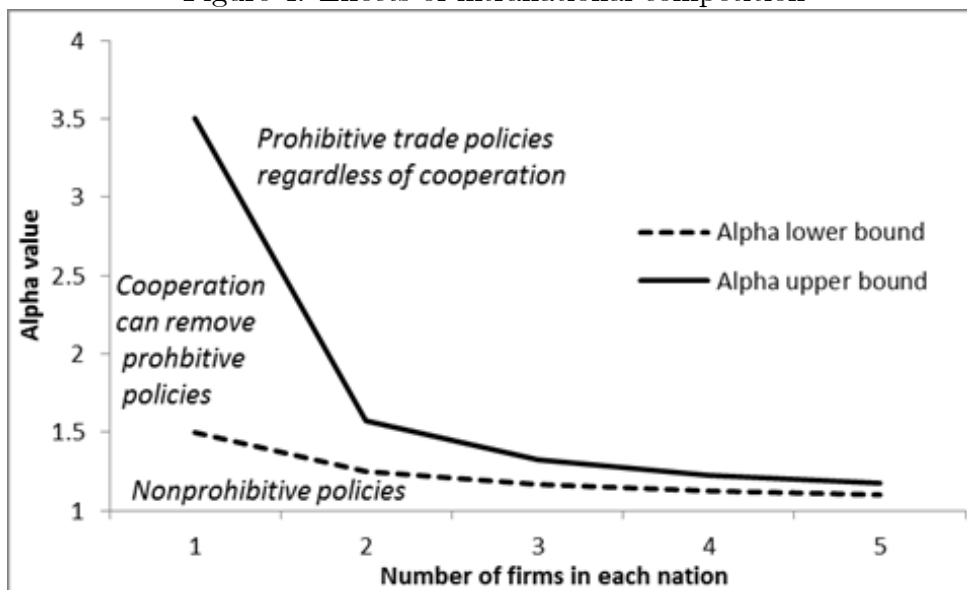 Figure 1: Effects of intranational competition
4
3.5
3
2.5
2
1.5
1
Alpha value
Prohibitive trade policies
regardless of cooperation
Alpha lower bound
Alpha upper bound
Cooperation
can remove
prohbitive
policies
Nonprohibitive policies
1 2 3 4 5
Number of firms in each nation